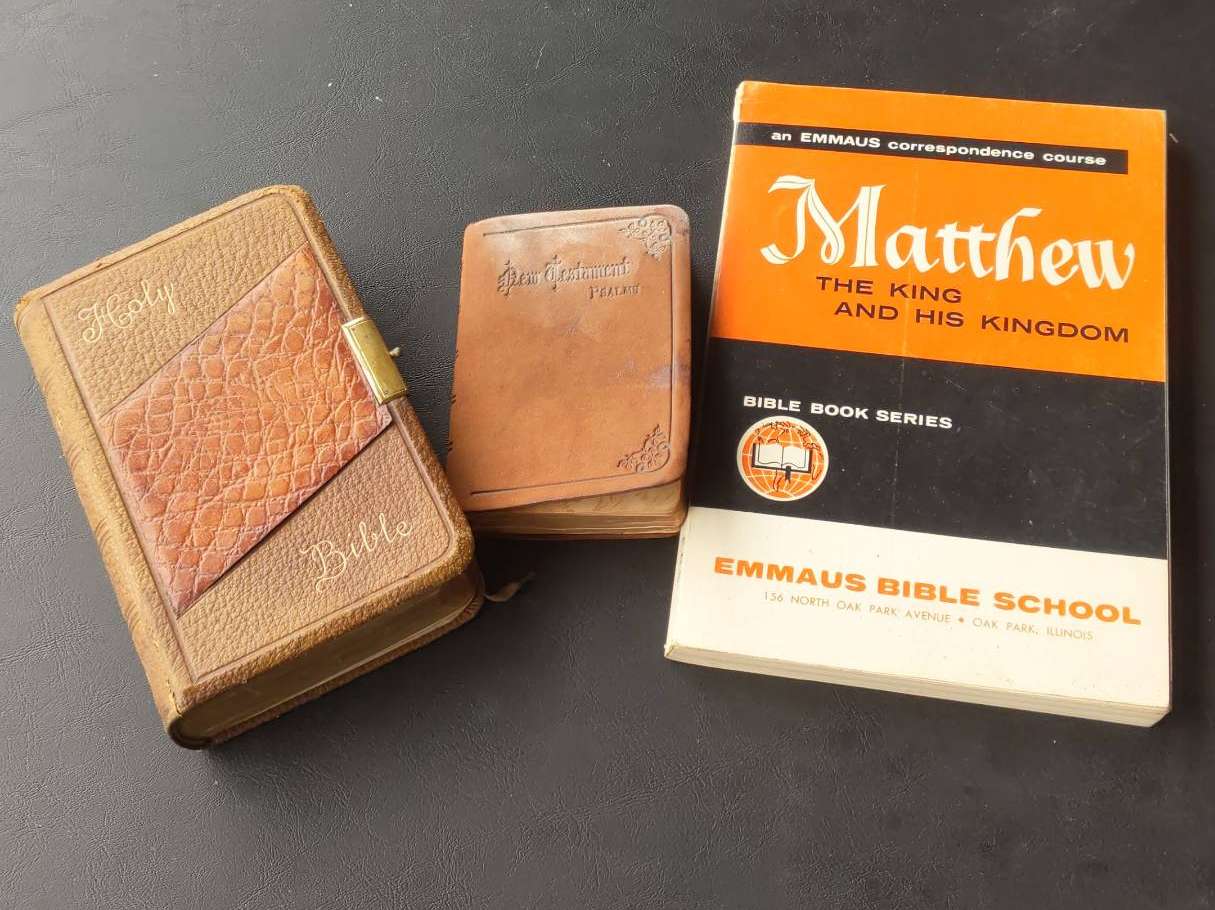 Holy
Bible
New Testament
PSALMS
an EMMAUS correspondence course
Matthew
THE KING
AND HIS KINGDOM
BIBLE BOOK SERIES
EMMAUS BIBLE SCHOOL
156 NORTH OAK PARK AVENUE • OAK PARK, ILLINOIS